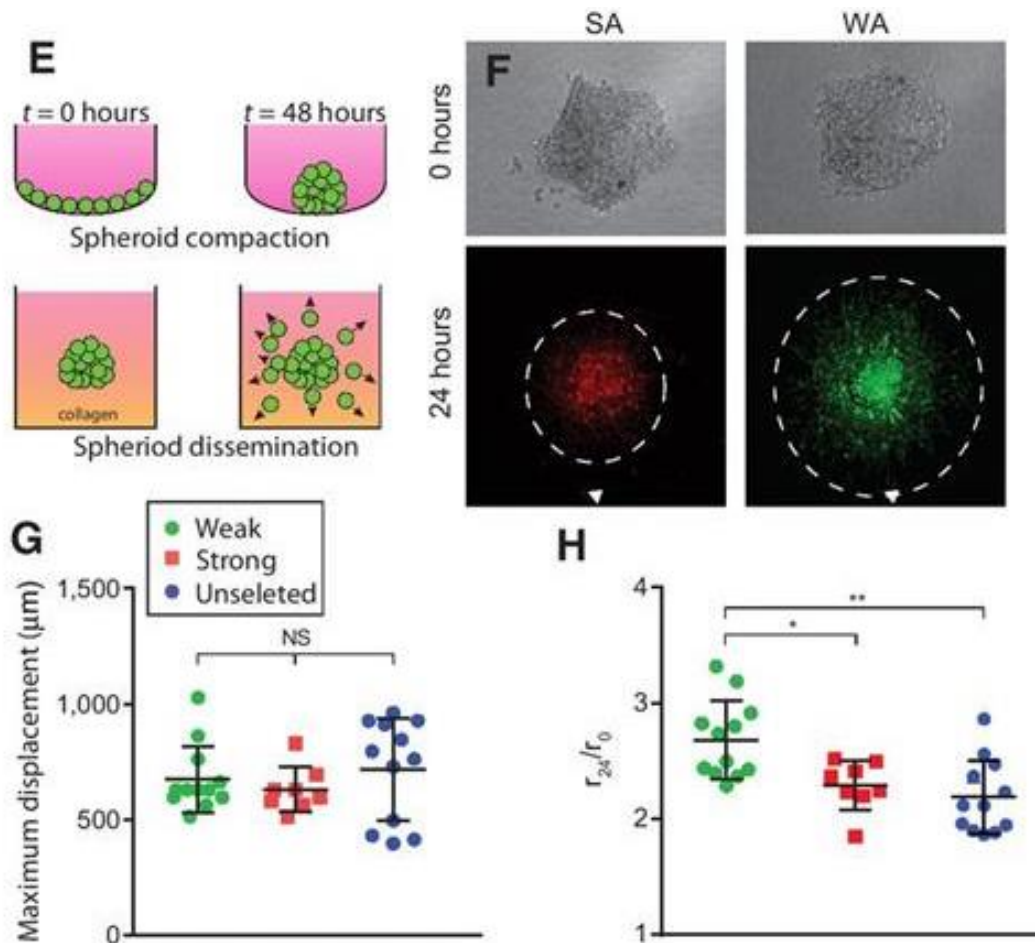 E
t = 0 hours
t = 48 hours
Spheroid compaction
collagen
Spheriod dissemination
F
SA
WA
0 hours
24 hours
G
Weak
Strong
Unseleted
Maximum displacement (μm)
1,500
1,000
500
0
NS
H
r24/r0
4
3
2
1
**
*